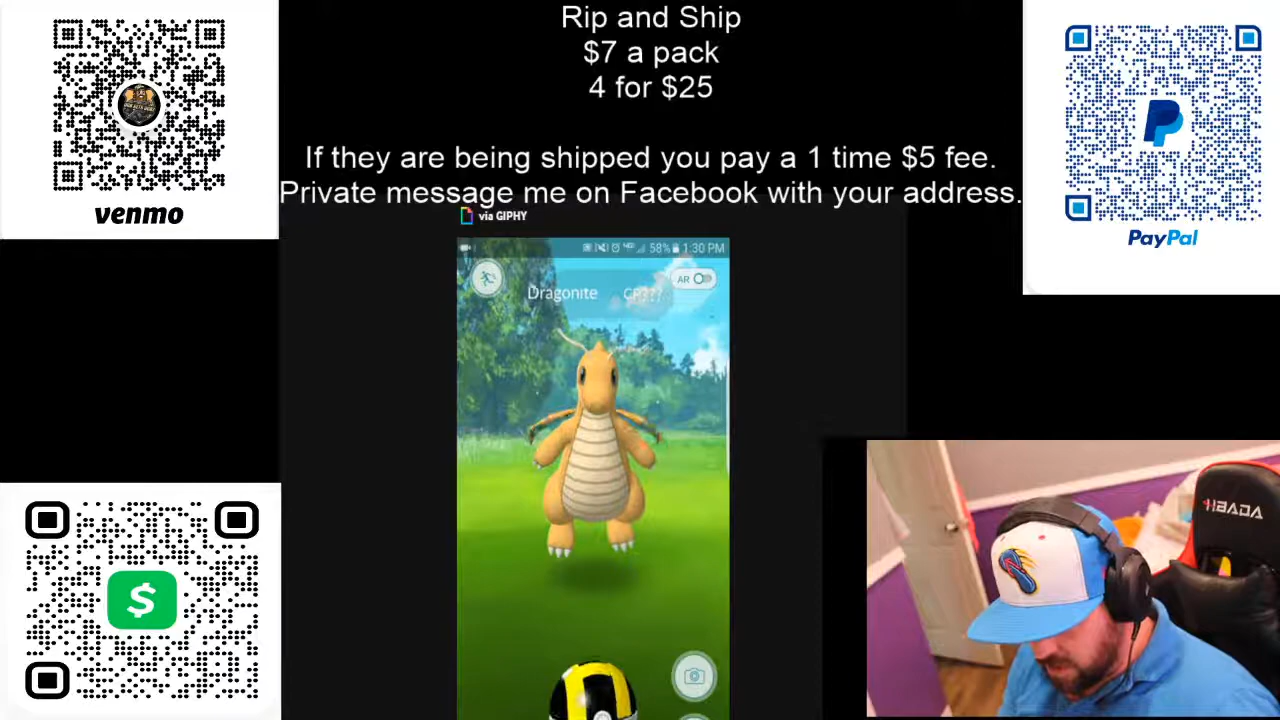 Rip and Ship
$7 a pack
4 for $25
If they are being shipped you pay a 1 time $5 fee.
Private message me on Facebook with your address.
via GIPHY
venmo
PayPal
58% 1:30 PM
AR
Dragonite CP???
$
HBADA